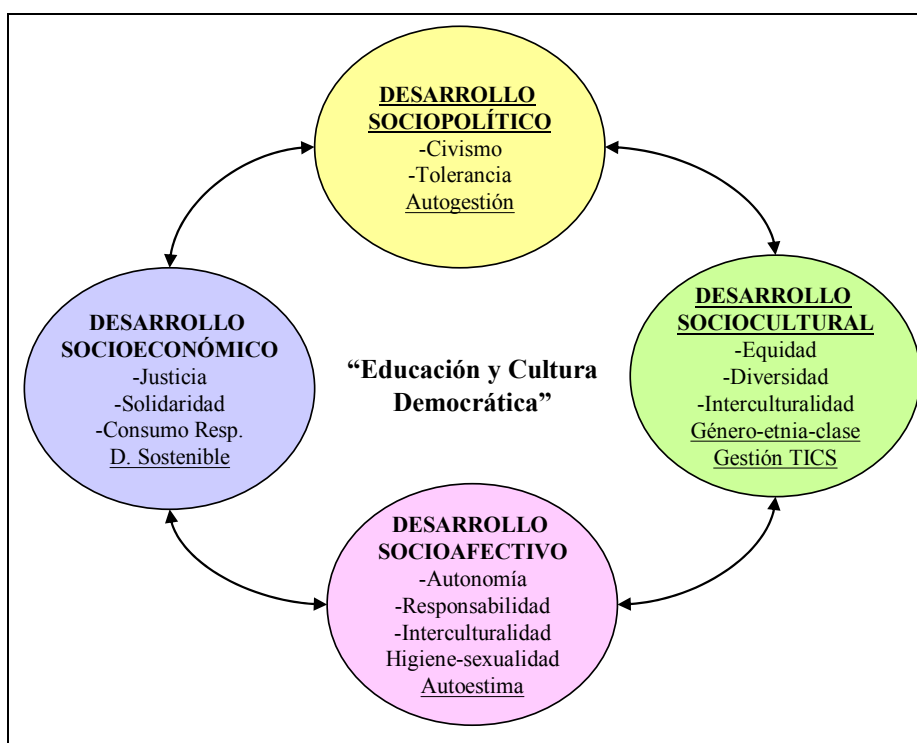 DESARROLLO
SOCIOPOLÍTICO
-Civismo
-Tolerancia
Autogestión
DESARROLLO
SOCIOECONÓMICO
-Justicia
-Solidaridad
-Consumo Resp.
D. Sostenible
“Educación y Cultura
Democrática”
DESARROLLO
SOCIOCULTURAL
-Equidad
-Diversidad
-Interculturalidad
Género-etnia-clase
Gestión TICS
DESARROLLO
SOCIOAFECTIVO
-Autonomía
-Responsabilidad
-Interculturalidad
Higiene-sexualidad
Autoestima